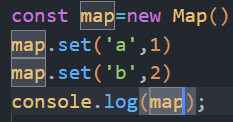 const map=new Map()
map.set('a',1)
map.set('b',2)
console.log(map);